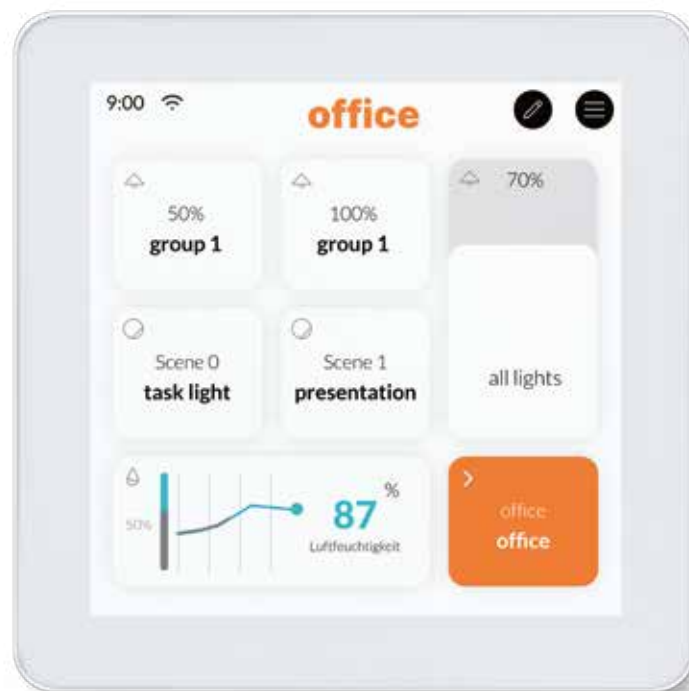 9:00
office
50%
group 1
100%
group 1
70%
all lights
Scene 0
task light
Scene 1
presentation
50%
87 %
Luftfeuchtigkeit
office
office